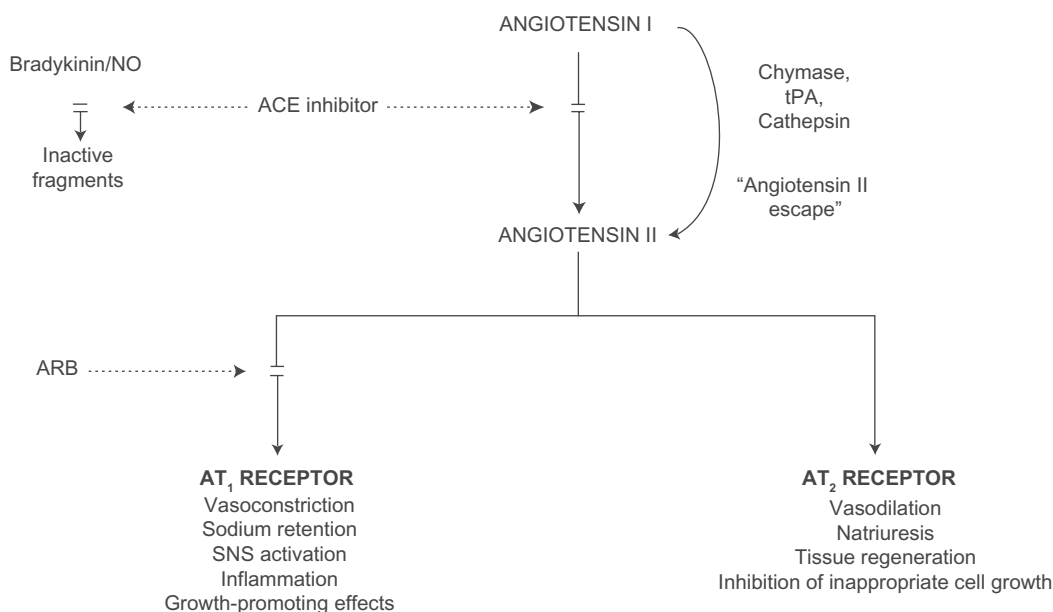 ANGIOTENSIN I
Bradykinin/NO
Chymase,
tPA,
Cathepsin
ACE inhibitor
Inactive
fragments
“Angiotensin II
escape”
ANGIOTENSIN II
ARB
AT₁ RECEPTOR
Vasoconstriction
Sodium retention
SNS activation
Inflammation
Growth-promoting effects
AT₂ RECEPTOR
Vasodilation
Natriuresis
Tissue regeneration
Inhibition of inappropriate cell growth